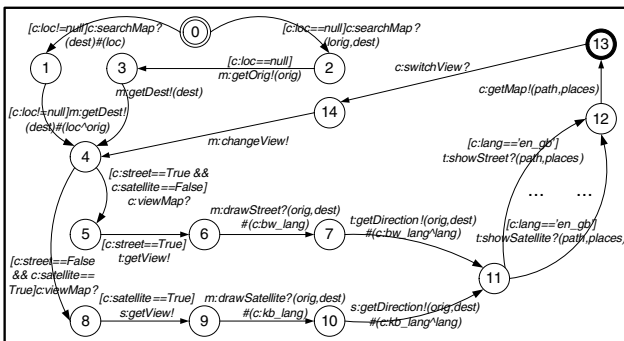 [c:loc!=null]c:searchMap?
(dest)#(loc)
0
[c:loc==null]c:searchMap?
(lorig,dest)
1
3
[c:loc==null]
m:getOrig!(orig)
2
c:switchView?
13
[c:loc!=null]m:getDest!
(dest)#(loc^orig)
m:getDest!(dest)
14
c:getMap!(path,places)
12
m:changeView!
4
[c:lang=='en_gb']
t:showStreet?(path,places)
[c:street==True &&
c:satellite==False]
c:viewMap?
... ...
5
[c:street==True]
t:getView!
6
m:drawStreet?(orig,dest)
#(c:bw_lang)
7
t:getDirection!(orig,dest)
#(c:bw_lang^lang)
[c:lang=='en_gb']
t:showSatellite?(path,places)
11
[c:street==False
&& c:satellite==
True]c:viewMap?
8
[c:satellite==True]
s:getView!
9
m:drawSatellite?(orig,dest)
#(c:kb_lang)
10
s:getDirection!(orig,dest)
#(c:kb_lang^lang)